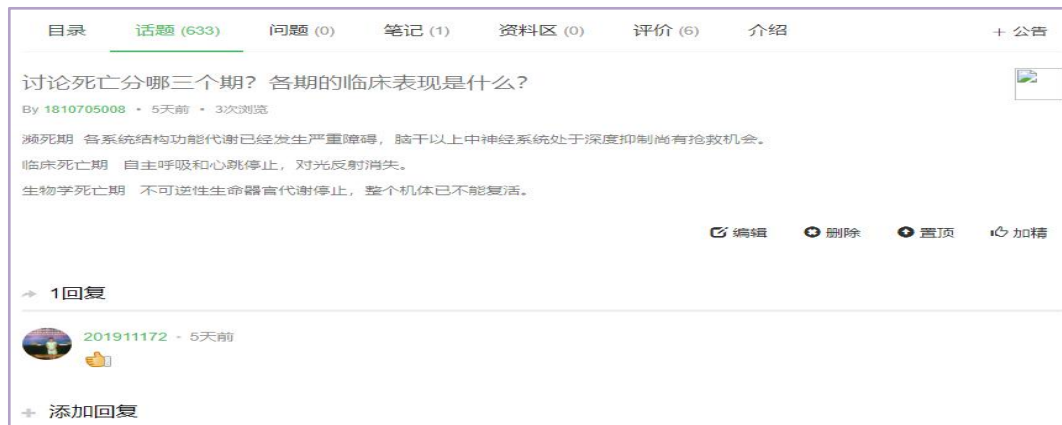 目录 话题 (633) 问题 (0) 笔记 (1) 资料区 (0) 评价 (6) 介绍 + 公告
讨论死亡分哪三个期？各期的临床表现是什么？
By 1810705008 • 5天前 • 3次浏览
濒死期 各系统结构功能代谢已经发生严重障碍，脑干以上中神经系统处于深度抑制尚有抢救机会。
临床死亡期 自主呼吸和心跳停止，对光反射消失。
生物学死亡期 不可逆性生命器官代谢停止，整个机体已不能复活。
编辑 删除 置顶 加精
1回复
201911172 - 5天前
+ 添加回复